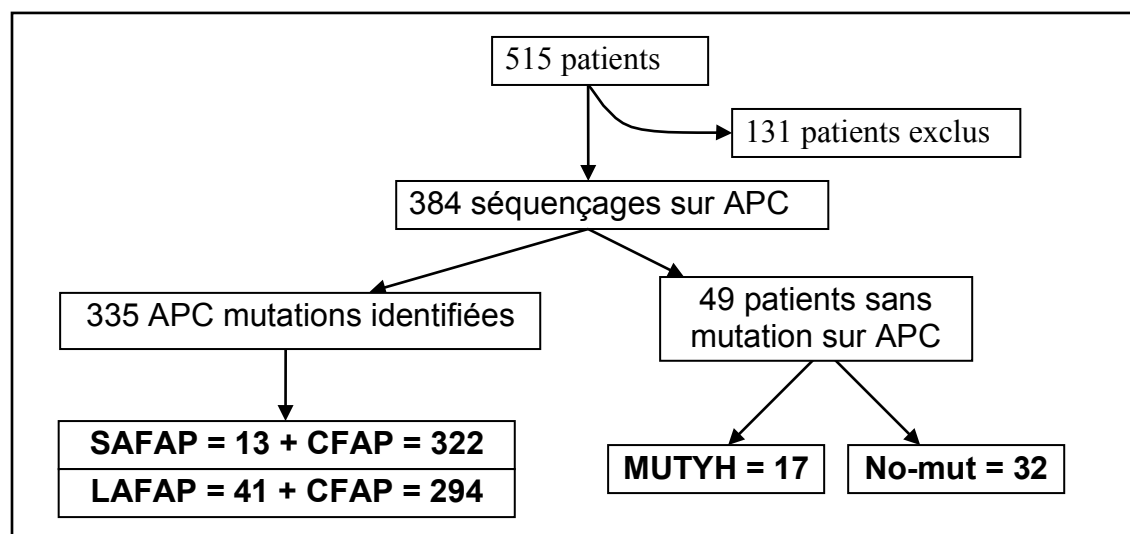 515 patients
131 patients exclus
384 séquençages sur APC
335 APC mutations identifiées
49 patients sans
mutation sur APC
SAFAP = 13 + CFAP = 322
LAFAP = 41 + CFAP = 294
MUTYH = 17
No-mut = 32